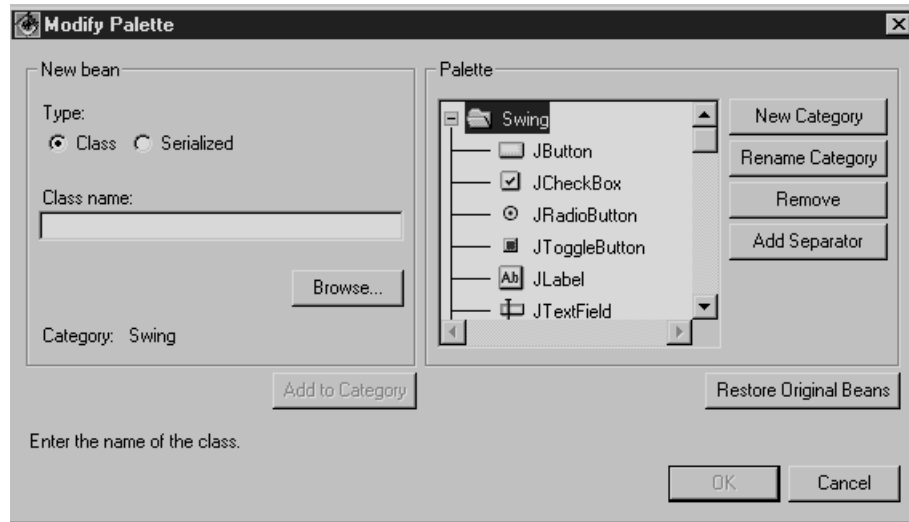 Modify Palette
New bean
Type:
Class
Serialized
Class name:
Browse...
Category: Swing
Add to Category
Palette
Swing
JButton
JCheckBox
JRadioButton
JToggleButton
Ab JLabel
JTextField
New Category
Rename Category
Remove
Add Separator
Restore Original Beans
Enter the name of the class.
OK
Cancel